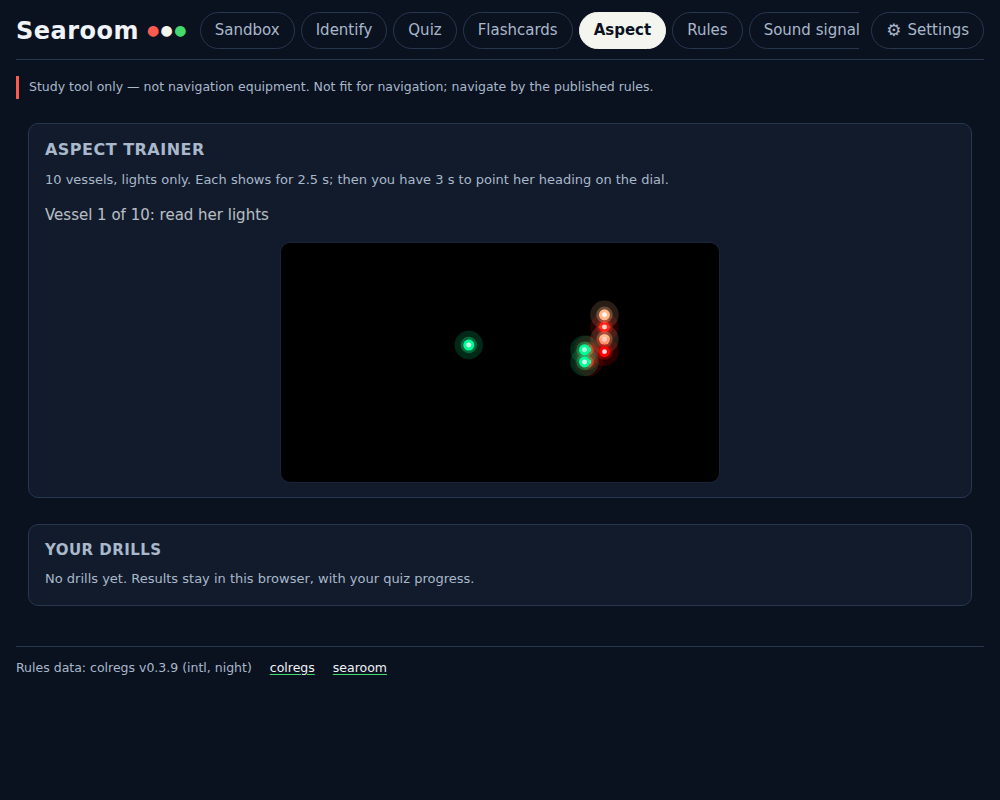 Searoom
Sandbox Identify Quiz Flashcards Aspect Rules Sound signal ⚙ Settings
Study tool only — not navigation equipment. Not fit for navigation; navigate by the published rules.
ASPECT TRAINER
10 vessels, lights only. Each shows for 2.5 s; then you have 3 s to point her heading on the dial.
Vessel 1 of 10: read her lights
YOUR DRILLS
No drills yet. Results stay in this browser, with your quiz progress.
Rules data: colregs v0.3.9 (intl, night) colregs searoom